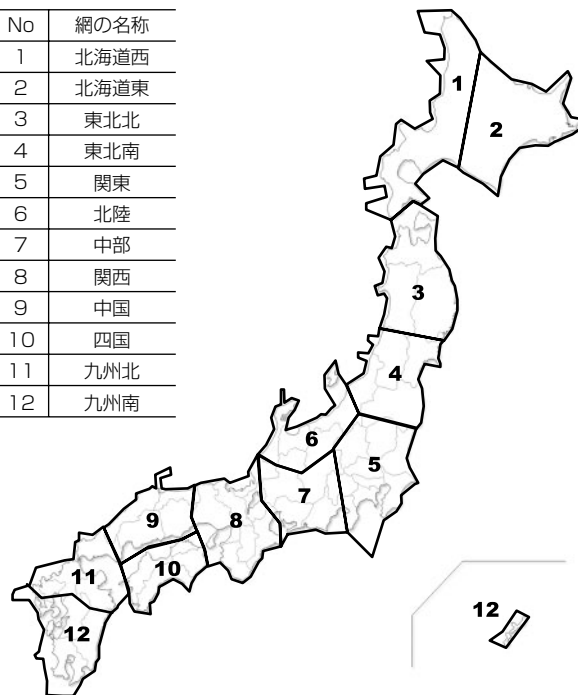 No 網の名称
1 北海道西
2 北海道東
3 東北北
4 東北南
5 関東
6 北陸
7 中部
8 関西
9 中国
10 四国
11 九州北
12 九州南
1
2
3
4
6
5
7
9
8
10
11
12
12